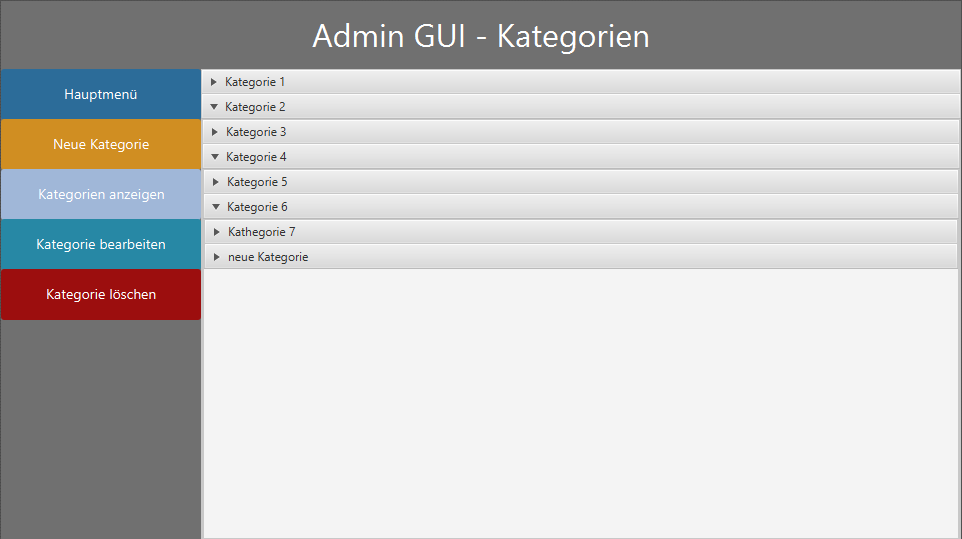 Admin GUI - Kategorien
Hauptmenü
Neue Kategorie
Kategorien anzeigen
Kategorie bearbeiten
Kategorie löschen
Kategorie 1
Kategorie 2
Kategorie 3
Kategorie 4
Kategorie 5
Kategorie 6
Kathegorie 7
neue Kategorie